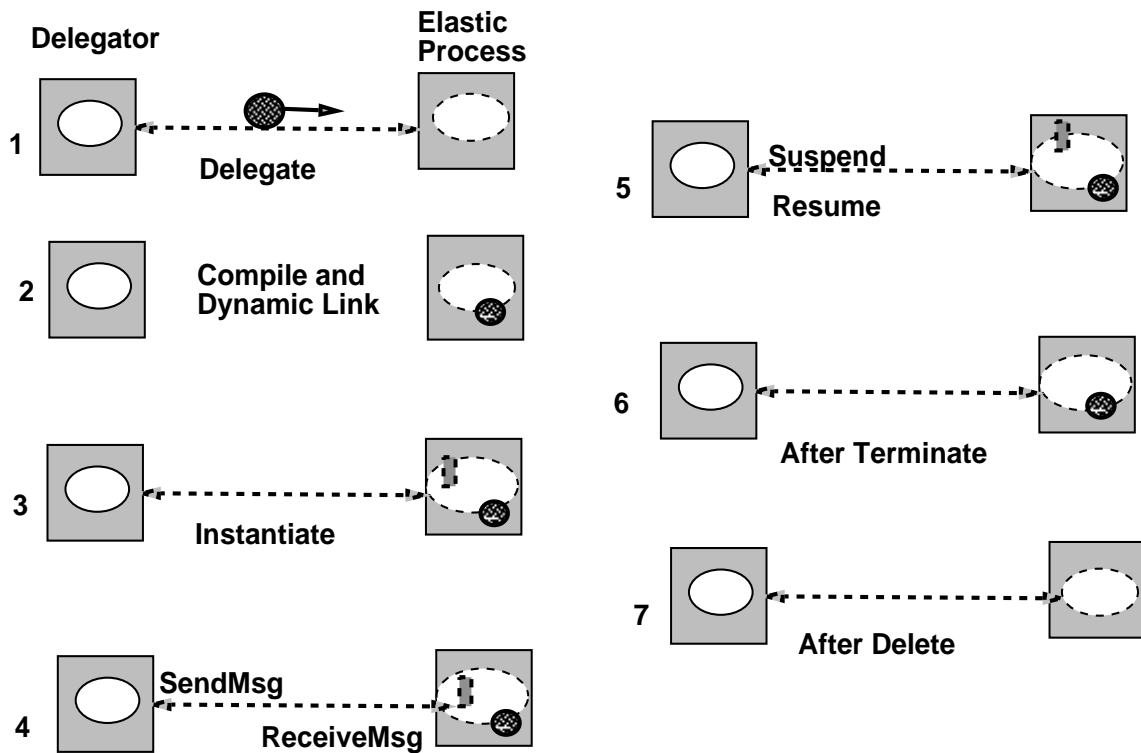 Delegator
Elastic
Process
1
Delegate
2
Compile and
Dynamic Link
3
Instantiate
4
SendMsg
ReceiveMsg
5
Suspend
Resume
6
After Terminate
7
After Delete